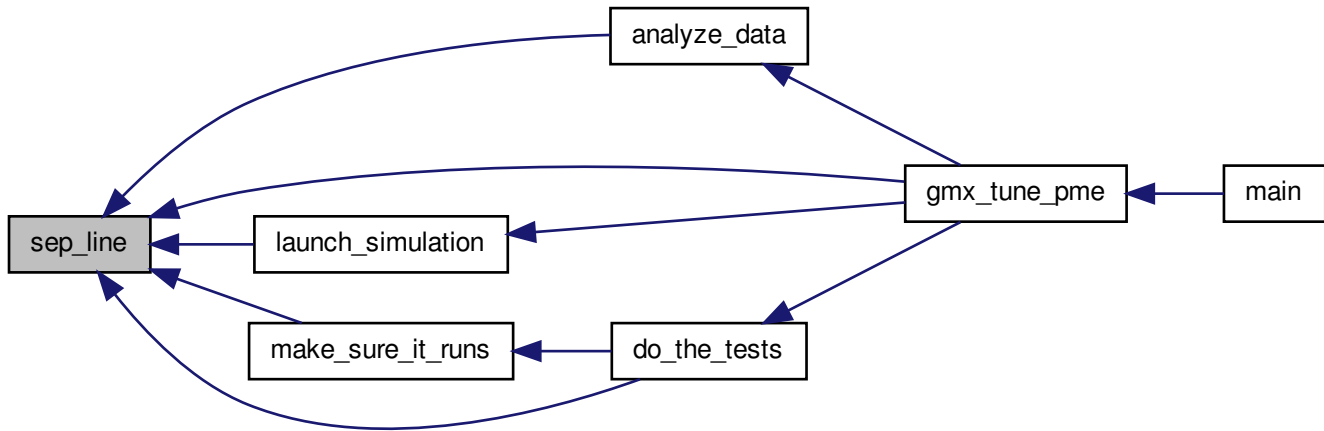 analyze_data
gmx_tune_pme
main
sep_line
launch_simulation
make_sure_it_runs
do_the_tests